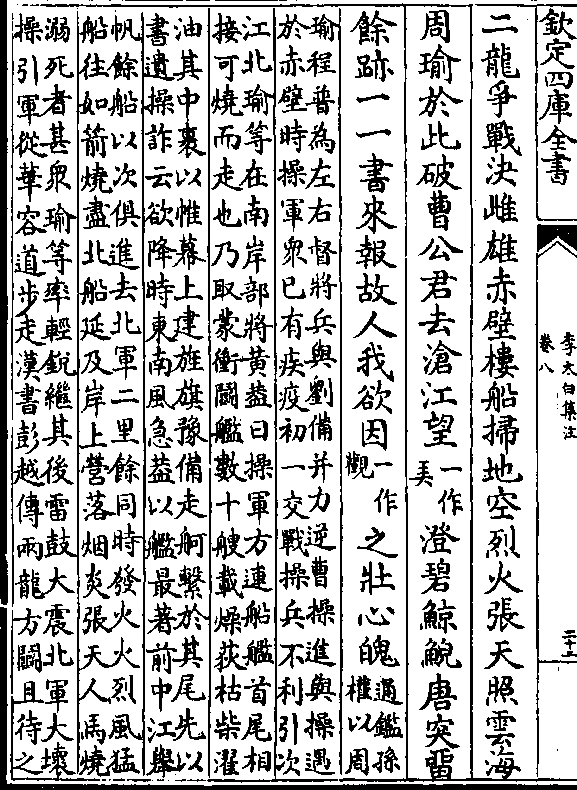 欽定四庫全書
李太白集注
卷八
二龍爭戰決雌雄赤壁樓船掃地空烈火張天照雲海
周瑜於此破曹公君去滄江望一作弄澄碧鯨鯢唐突留
餘跡一一書來報故人我欲因一作觀之壯心魄通鑑孫權以周
瑜程普為左右督將兵與劉備并力逆曹操進與操遇
於赤壁時操軍衆已有疾疫初一交戰操兵不利引次
江北瑜等在南岸部將黃葢曰操軍方連船艦首尾相
接可燒而走也乃取蒙衝鬬艦數十艘載燥荻枯柴灌
油其中裹以帷幕上建旌旗豫備走舸繫於其尾先以
書遺操詐云欲降時東南風急葢以艦最著前中江舉
帆餘船以次俱進去北軍二里餘同時發火火烈風猛
船往如箭燒盡北船延及岸上營落烟炎張天人馬燒
溺死者甚衆瑜等率輕銳繼其後雷鼓大震北軍大壞
操引軍從華容道步走漢書彭越傳兩龍方鬬且待之